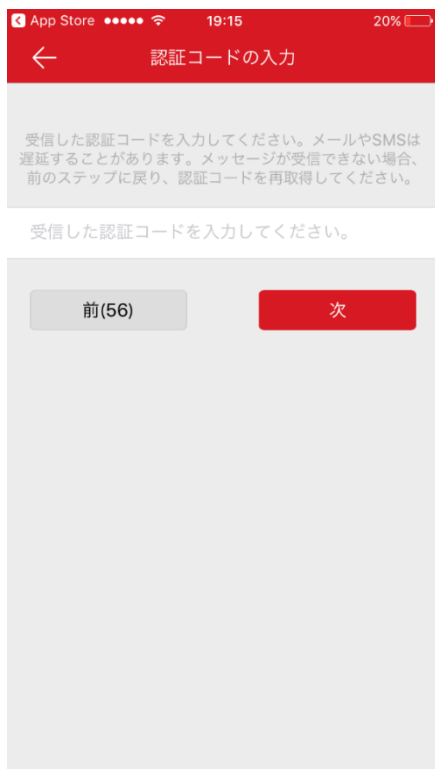 App Store 19:15 20%
認証コードの入力
受信した認証コードを入力してください。メールやSMSは
遅延することがあります。メッセージが受信できない場合、
前のステップに戻り、認証コードを再取得してください。
受信した認証コードを入力してください。
前(56) 次